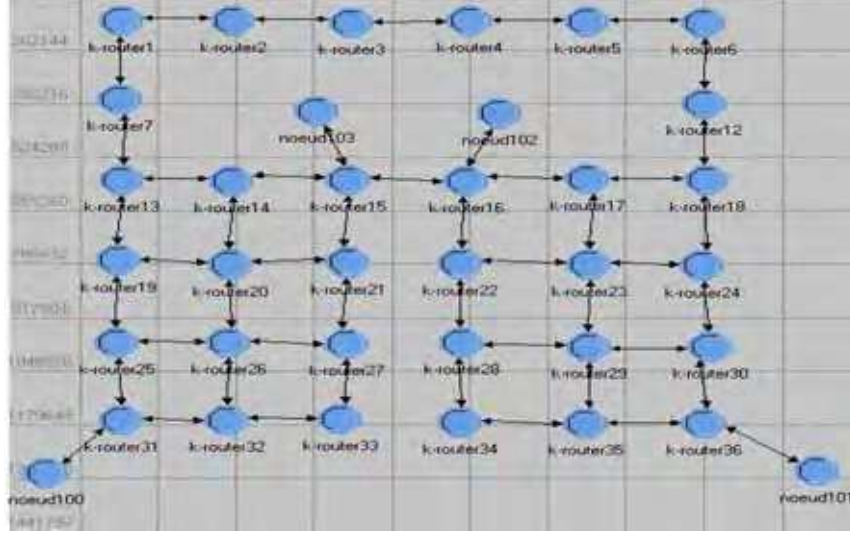 k-router1 k-router2 k-router3 k-router4 k-router5 k-router6
k-router7 noeud103 noeud102 k-router12
k-router13 k-router14 k-router15 k-router16 k-router17 k-router18
k-router19 k-router20 k-router21 k-router22 k-router23 k-router24
k-router25 k-router26 k-router27 k-router28 k-router29 k-router30
k-router31 k-router32 k-router33 k-router34 k-router35 k-router36
noeud100 noeud101